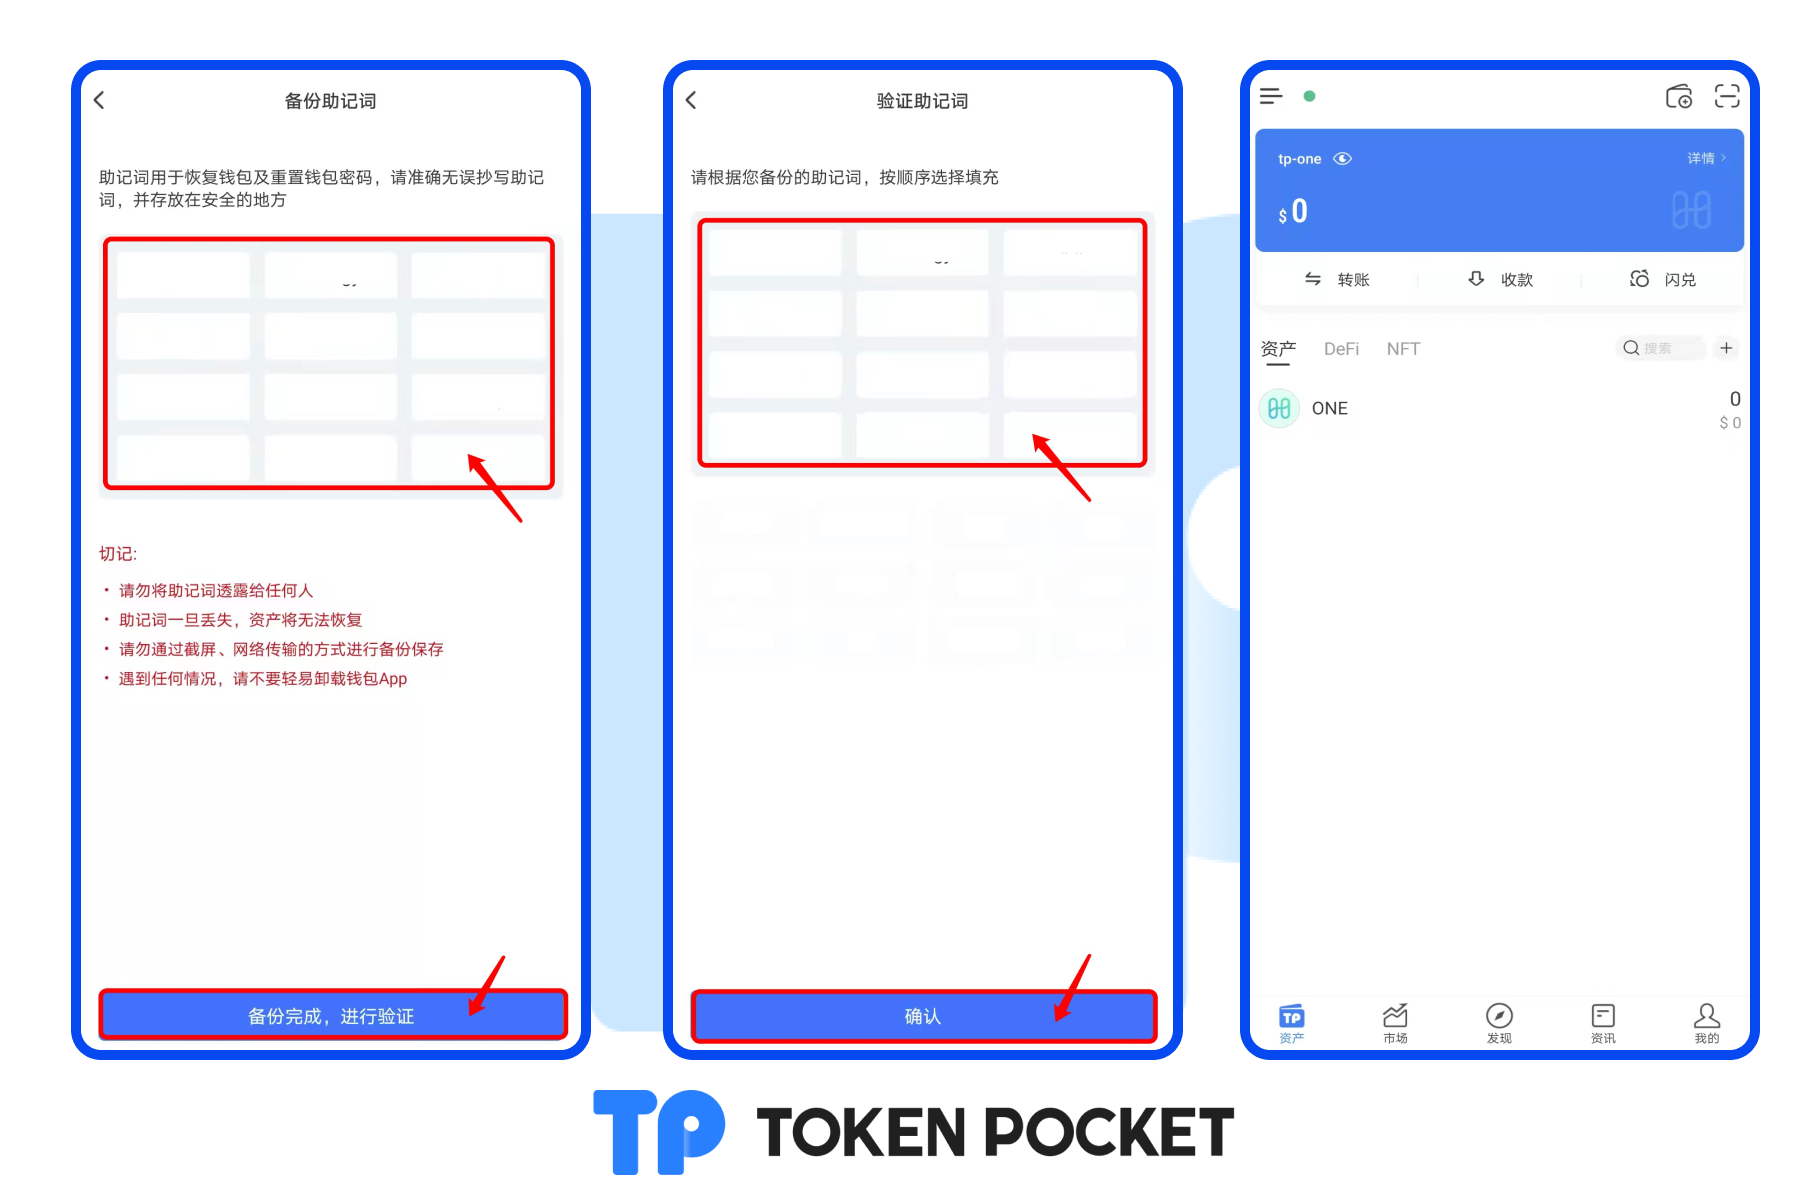 备份助记词
助记词用于恢复钱包及重置钱包密码，请准确无误抄写助记
词，并存放在安全的地方
切记:
• 请勿将助记词透露给任何人
• 助记词一旦丢失，资产将无法恢复
• 请勿通过截屏、网络传输的方式进行备份保存
• 遇到任何情况，请不要轻易卸载钱包App
备份完成，进行验证
验证助记词
请根据您备份的助记词，按顺序选择填充
确认
tp-one
详情
$ 0
转账
收款
闪兑
资产
DeFi
NFT
搜索
ONE
0
$ 0
TP
资产
市场
发现
资讯
我的
TP TOKEN POCKET